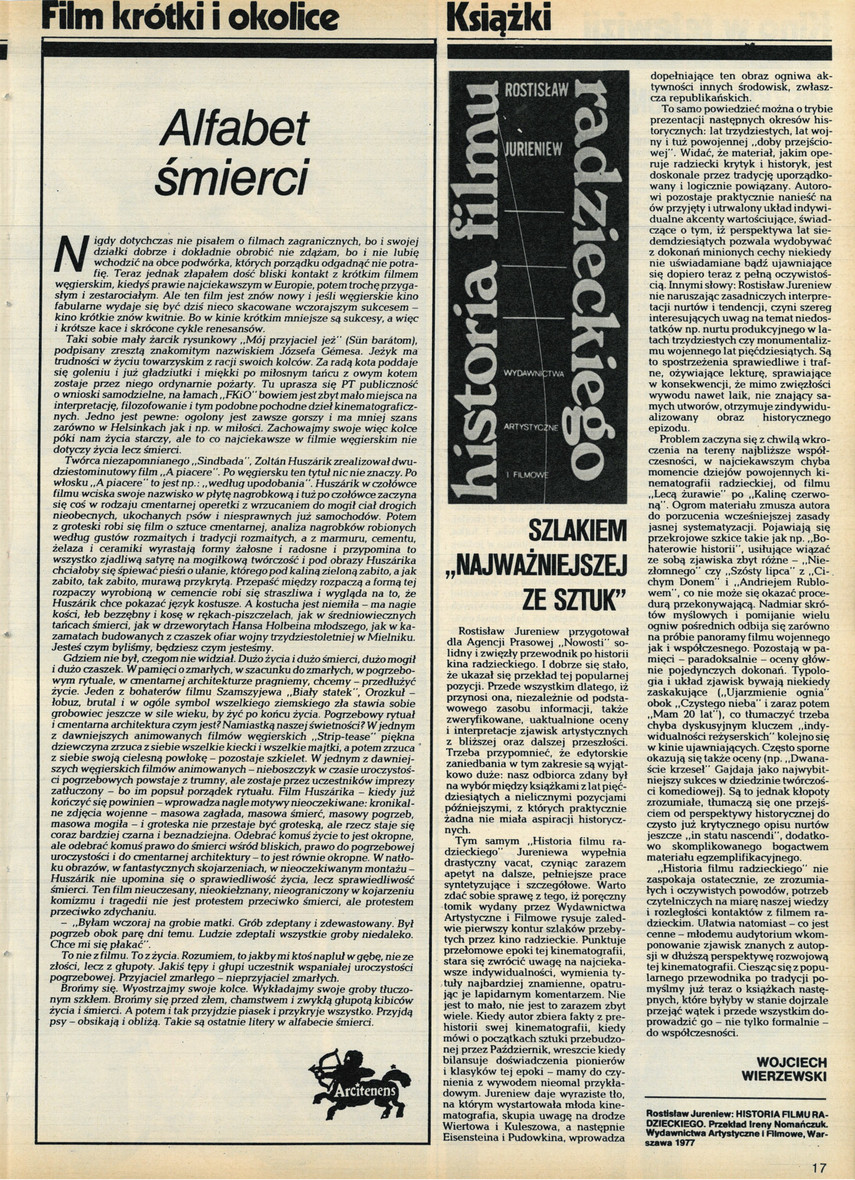 Film krótki i okolice
Alfabet
śmierci
Nigdy dotychczas nie pisałem o filmach zagranicznych, bo i swojej
działki dobrze i dokładnie obrobić nie zdążam, bo i nie lubię
wchodzić na obce podwórka, których porządku odgadnąć nie potra-
fię. Teraz jednak złapałem dość bliski kontakt z krótkim filmem
węgierskim, kiedyś prawie najciekawszym w Europie, potem trochę przyga-
słym i zestarociałym. Ale ten film jest znów nowy i jeśli węgierskie kino
fabularne wydaje się być dziś nieco skacowane wczorajszym sukcesem –
kino krótkie znów kwitnie. Bo w kinie krótkim mniejsze są sukcesy, a więc
i krótsze kace i skrócone cykle renesansów.
Taki sobie mały żarcik rysunkowy „Mój przyjaciel jeż" (Sün barátom),
podpisany zresztą znakomitym nazwiskiem Józsefa Gémesa. Jeżyk ma
trudności w życiu towarzyskim z racji swoich kolców. Za radą kota poddaje
się goleniu i już gładziutki i miękki po miłosnym tańcu z owym kotem
zostaje przez niego ordynarnie pożarty. Tu uprasza się PT publiczność
o wnioski samodzielne, na łamach „FKiO" bowiem jest zbyt mało miejsca na
interpretację, filozofowanie i tym podobne pochodne dzieł kinematograficz-
nych. Jedno jest pewne: ogolony jest zawsze gorszy i ma mniej szans
zarówno w Helsinkach jak i np. w miłości. Zachowajmy swoje więc kolce
póki nam życia starczy, ale to co najciekawsze w filmie węgierskim nie
dotyczy życia lecz śmierci.
Twórca niezapomnianego „Sindbada", Zoltán Huszárik zrealizował dwu-
dziestominutowy film „A piacere". Po węgiersku ten tytuł nic nie znaczy. Po
włosku „A piacere" to jest np.: „według upodobania". Huszárik w czołówce
filmu wciska swoje nazwisko w płytę nagrobkową i tuż po czołówce zaczyna
się coś w rodzaju cmentarnej operetki z wrzucaniem do mogił ciał drogich
nieobecnych, ukochanych psów i niesprawnych już samochodów. Potem
z groteski robi się film o sztuce cmentarnej, analiza nagrobków robionych
według gustów rozmaitych i tradycji rozmaitych, a z marmuru, cementu,
żelaza i ceramiki wyrastają formy żałosne i radosne i przypomina to
wszystko zjadliwą satyrę na mogiłkową twórczość i pod obrazy Huszárika
chciałoby się śpiewać pieśń o ułanie, którego pod kaliną zieloną zabito, a jak
zabito, tak zabito, murawą przykrytą. Przepaść między rozpaczą a formą tej
rozpaczy wyrobioną w cemencie robi się straszliwa i wygląda na to, że
Huszárik chce pokazać język kostusze. A kostucha jest niemiła – ma nagie
kości, łeb bezzębny i kosę w rękach-piszczelach, jak w średniowiecznych
tańcach śmierci, jak w drzeworytach Hansa Holbeina młodszego, jak w ka-
zamatach budowanych z czaszek ofiar wojny trzydziestoletniej w Mielniku.
Jesteś czym byliśmy, będziesz czym jesteśmy.
Gdziem nie był, czegom nie widział. Dużo życia i dużo śmierci, dużo mogił
i dużo czaszek. W pamięci o zmarłych, w szacunku do zmarłych, w pogrzebo-
wym rytuale, w cmentarnej architekturze pragniemy, chcemy – przedłużyć
życie. Jeden z bohaterów filmu Szamszyjewa „Biały statek", Orozkuł –
łobuz, brutal i w ogóle symbol wszelkiego ziemskiego zła stawia sobie
grobowiec jeszcze w sile wieku, by żyć po końcu życia. Pogrzebowy rytuał
i cmentarna architektura czym jest? Namiastką naszej świetności? W jednym
z dawniejszych animowanych filmów węgierskich „Strip-tease" piękna
dziewczyna zrzuca z siebie wszelkie kiecki i wszelkie majtki, a potem zrzuca
z siebie swoją cielesną powłokę – pozostaje szkielet. W jednym z dawniej-
szych węgierskich filmów animowanych – nieboszczyk w czasie uroczystoś-
ci pogrzebowych powstaje z trumny, ale zostaje przez uczestników imprezy
zatłuczony – bo im popsuł porządek rytuału. Film Huszárika – kiedy już
kończyć się powinien – wprowadza nagle motywy nieoczekiwane: kronikal-
ne zdjęcia wojenne – masowa zagłada, masowa śmierć, masowy pogrzeb,
masowa mogiła – i groteska nie przestaje być groteską, ale rzecz staje się
coraz bardziej czarna i beznadziejna. Odebrać komuś życie to jest okropne,
ale odebrać komuś prawo do śmierci wśród bliskich, prawo do pogrzebowej
uroczystości i do cmentarnej architektury – to jest równie okropne. W natło-
ku obrazów, w fantastycznych skojarzeniach, w nieoczekiwanym montażu –
Huszárik nie upomina się o sprawiedliwość życia, lecz sprawiedliwość
śmierci. Ten film nieuczesany, nieokiełznany, nieograniczony w kojarzeniu
komizmu i tragedii nie jest protestem przeciwko śmierci, ale protestem
przeciwko zdychaniu.
– „Byłam wczoraj na grobie matki. Grób zdeptany i zdewastowany. Był
pogrzeb obok parę dni temu. Ludzie zdeptali wszystkie groby niedaleko.
Chce mi się płakać".
To nie z filmu. To z życia. Rozumiem, to jakby mi ktoś napluł w gębę, nie ze
złości, lecz z głupoty. Jakiś tępy i głupi uczestnik wspaniałej uroczystości
pogrzebowej. Przyjaciel zmarłego – nieprzyjaciel zmarłych.
Brońmy się. Wyostrzajmy swoje kolce. Wykładajmy swoje groby tłuczo-
nym szkłem. Brońmy się przed złem, chamstwem i zwykłą głupotą kibiców
życia i śmierci. A potem i tak przyjdzie piasek i przykryje wszystko. Przyjdą
psy – obsikają i obliżą. Takie są ostatnie litery w alfabecie śmierci.
Arcitenens
Książki
ROSTISŁAW
JURIENIEW
historia filmu
radzieckiego
WYDAWNICTWA
ARTYSTYCZNE
I FILMOWE
SZLAKIEM
„NAJWAŻNIEJSZEJ
ZE SZTUK"
Rostisław Jureniew przygotował
dla Agencji Prasowej „Nowosti" so-
lidny i zwięzły przewodnik po historii
kina radzieckiego. I dobrze się stało,
że ukazał się przekład tej popularnej
pozycji. Przede wszystkim dlatego, iż
przynosi ona, niezależnie od podsta-
wowego zasobu informacji, także
zweryfikowane, uaktualnione oceny
i interpretacje zjawisk artystycznych
z bliższej oraz dalszej przeszłości.
Trzeba przypomnieć, że edytorskie
zaniedbania w tym zakresie są wyjąt-
kowo duże: nasz odbiorca zdany był
na wybór między książkami z lat pięć-
dziesiątych a nielicznymi pozycjami
późniejszymi, z których praktycznie
żadna nie miała aspiracji historycz-
nych.
Tym samym „Historia filmu ra-
dzieckiego" Jureniewa wypełnia
drastyczny vacat, czyniąc zarazem
apetyt na dalsze, pełniejsze prace
syntetyzujące i szczegółowe. Warto
zdać sobie sprawę z tego, iż poręczny
tomik wydany przez Wydawnictwa
Artystyczne i Filmowe rysuje zaled-
wie pierwszy kontur szlaków przeby-
tych przez kino radzieckie. Punktuje
przełomowe epoki tej kinematografii,
stara się zwrócić uwagę na najcieka-
wsze indywidualności, wymienia ty-
tuły najbardziej znamienne, opatru-
jąc je lapidarnym komentarzem. Nie
jest to mało, nie jest to zarazem zbyt
wiele. Kiedy autor zbiera fakty z pre-
historii swej kinematografii, kiedy
mówi o początkach sztuki przebudzo-
nej przez Październik, wreszcie kiedy
bilansuje doświadczenia pionierów
i klasyków tej epoki – mamy do czy-
nienia z wywodem nieomal przykła-
dowym. Jureniew daje wyraziste tło,
na którym wystartowała młoda kine-
matografia, skupia uwagę na drodze
Wiertowa i Kuleszowa, a następnie
Eisensteina i Pudowkina, wprowadza
dopełniające ten obraz ogniwa ak-
tywności innych środowisk, zwłasz-
cza republikańskich.
To samo powiedzieć można o trybie
prezentacji następnych okresów his-
torycznych: lat trzydziestych, lat woj-
ny i tuż powojennej „doby przejścio-
wej". Widać, że materiał, jakim ope-
ruje radziecki krytyk i historyk, jest
doskonale przez tradycję uporządko-
wany i logicznie powiązany. Autoro-
wi pozostaje praktycznie nanieść na
ów przyjęty i utrwalony układ indywi-
dualne akcenty wartościujące, świad-
czące o tym, iż perspektywa lat sie-
demdziesiątych pozwala wydobywać
z dokonań minionych cechy niekiedy
nie uświadamiane bądź ujawniające
się dopiero teraz z pełną oczywistoś-
cią. Innymi słowy: Rostisław Jureniew
nie naruszając zasadniczych interpre-
tacji nurtów i tendencji, czyni szereg
interesujących uwag na temat niedos-
tatków np. nurtu produkcyjnego w la-
tach trzydziestych czy monumentaliz-
mu wojennego lat pięćdziesiątych. Są
to spostrzeżenia sprawiedliwe i traf-
ne, ożywiające lekturę, sprawiające
w konsekwencji, że mimo zwięzłości
wywodu nawet laik, nie znający sa-
mych utworów, otrzymuje zindywidu-
alizowany obraz historycznego
epizodu.
Problem zaczyna się z chwilą wkro-
czenia na tereny najbliższe współ-
czesności, w najciekawszym chyba
momencie dziejów powojennych ki-
nematografii radzieckiej, od filmu
„Lecą żurawie" po „Kalinę czerwo-
ną". Ogrom materiału zmusza autora
do porzucenia wcześniejszej zasady
jasnej systematyzacji. Pojawiają się
przekrojowe szkice takie jak np. „Bo-
haterowie historii", usiłujące wiązać
ze sobą zjawiska zbyt różne – „Nie-
złomnego" czy „Szósty lipca" z „Ci-
chym Donem" i „Andriejem Rublo-
wem", co nie może się okazać proce-
durą przekonywającą. Nadmiar skró-
tów myślowych i pomijanie wielu
ogniw pośrednich odbija się zarówno
na próbie panoramy filmu wojennego
jak i współczesnego. Pozostają w pa-
mięci – paradoksalnie – oceny głów-
nie pojedynczych dokonań. Typolo-
gia i układ zjawisk bywają niekiedy
zaskakujące („Ujarzmienie ognia"
obok „Czystego nieba" i zaraz potem
„Mam 20 lat"), co tłumaczyć trzeba
chyba dyskusyjnym kluczem „indy-
widualności reżyserskich" kolejno się
w kinie ujawniających. Często sporne
okazują się także oceny (np. „Dwana-
ście krzeseł" Gajdaja jako najwybit-
niejszy sukces w dziedzinie twórczoś-
ci komediowej). Są to jednak kłopoty
zrozumiałe, tłumaczą się one przejś-
ciem od perspektywy historycznej do
czysto już krytycznego opisu nurtów
jeszcze „in statu nascendi", dodatko-
wo skomplikowanego bogactwem
materiału egzemplifikacyjnego.
„Historia filmu radzieckiego" nie
zaspokaja ostatecznie, ze zrozumia-
łych i oczywistych powodów, potrzeb
czytelniczych na miarę naszej wiedzy
i rozległości kontaktów z filmem ra-
dzieckim. Ułatwia natomiast – co jest
cenne – młodemu audytorium wkom-
ponowanie zjawisk znanych z autop-
sji w dłuższą perspektywę rozwojową
tej kinematografii. Ciesząc się z popu-
larnego przewodnika po tradycji po-
myślmy już teraz o książkach nastę-
pnych, które byłyby w stanie dojrzale
przejąć wątek i przede wszystkim do-
prowadzić go – nie tylko formalnie –
do współczesności.
WOJCIECH
WIERZEWSKI
Rostisław Jureniew: HISTORIA FILMU RA-
DZIECKIEGO. Przekład Ireny Nomańczuk.
Wydawnictwa Artystyczne i Filmowe, War-
szawa 1977
17